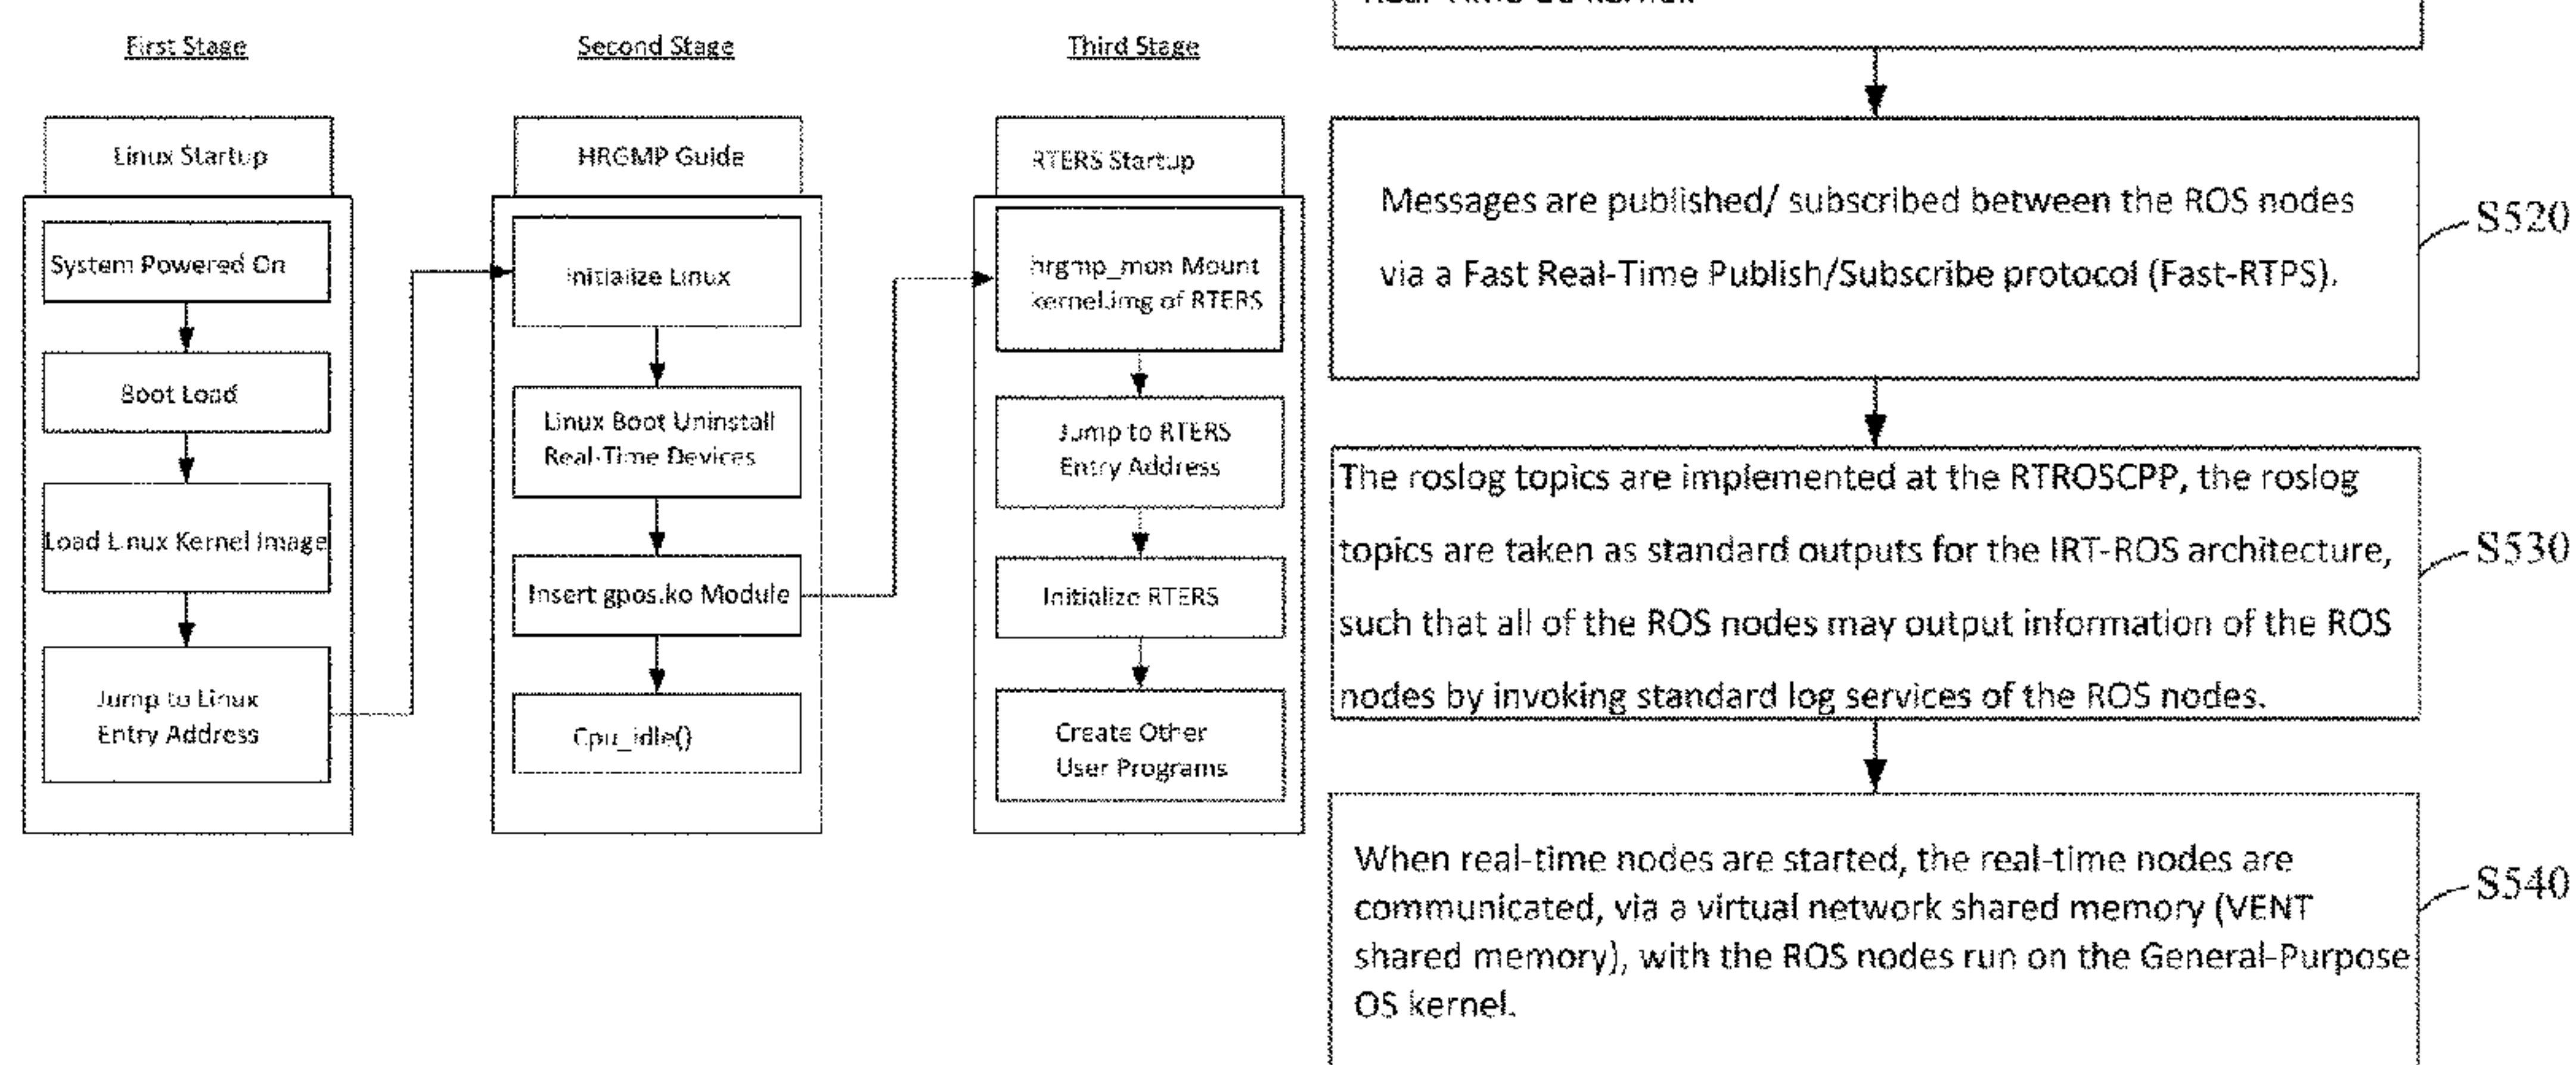 First Stage
Linux Startup
System Powered On
Boot Load
Load Linux Kernel Image
Jump to Linux
Entry Address
Second Stage
HRGMP Guide
Initialize Linux
Linux Boot Uninstall
Real-Time Devices
Insert gpos.ko Module
Cpu_idle()
Third Stage
RTERS Startup
hrgmp_mon Mount
kernel.img of RTERS
Jump to RTERS
Entry Address
Initialize RTERS
Create Other
User Programs
Messages are published/ subscribed between the ROS nodes
via a Fast Real-Time Publish/Subscribe protocol (Fast-RTPS).
S520
The roslog topics are implemented at the RTROSCPP, the roslog
topics are taken as standard outputs for the IRT-ROS architecture,
such that all of the ROS nodes may output information of the ROS
nodes by invoking standard log services of the ROS nodes.
S530
When real-time nodes are started, the real-time nodes are
communicated, via a virtual network shared memory (VENT
shared memory), with the ROS nodes run on the General-Purpose
OS kernel.
S540